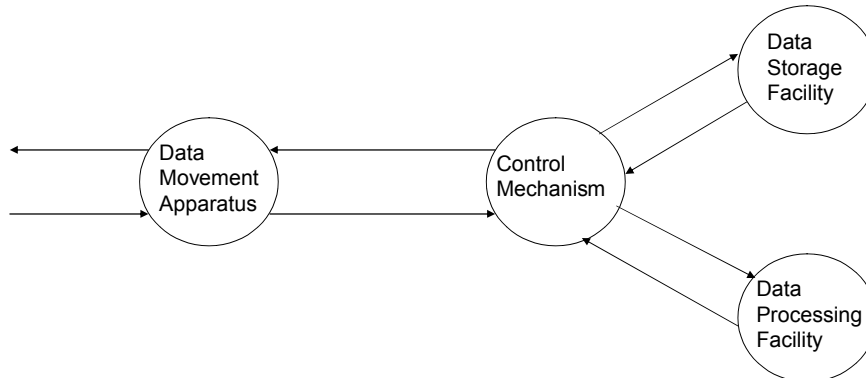 Data
Movement
Apparatus
Control
Mechanism
Data
Storage
Facility
Data
Processing
Facility